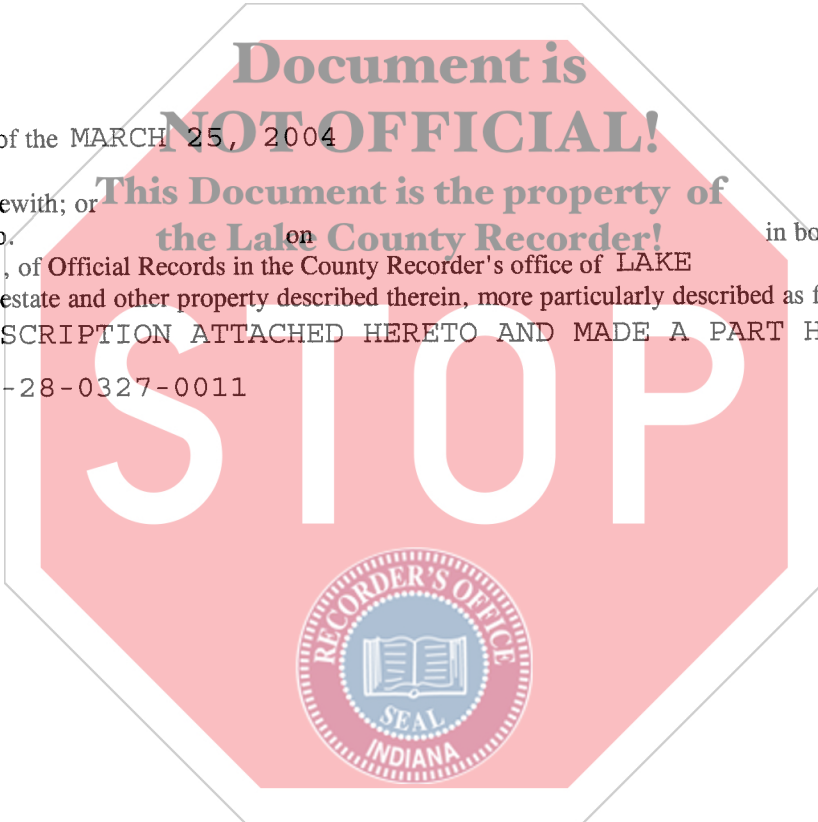 Document is
NOT OFFICIAL!
of the MARCH 25, 2004
This Document is the property of
ewith; or
the Lake County Recorder!
on in bo
, of Official Records in the County Recorder's office of LAKE
estate and other property described therein, more particularly described as f
SCRIPTION ATTACHED HERETO AND MADE A PART H
-28-0327-0011
STOP
RECORDER'S OFFICE
SEAL
INDIANA